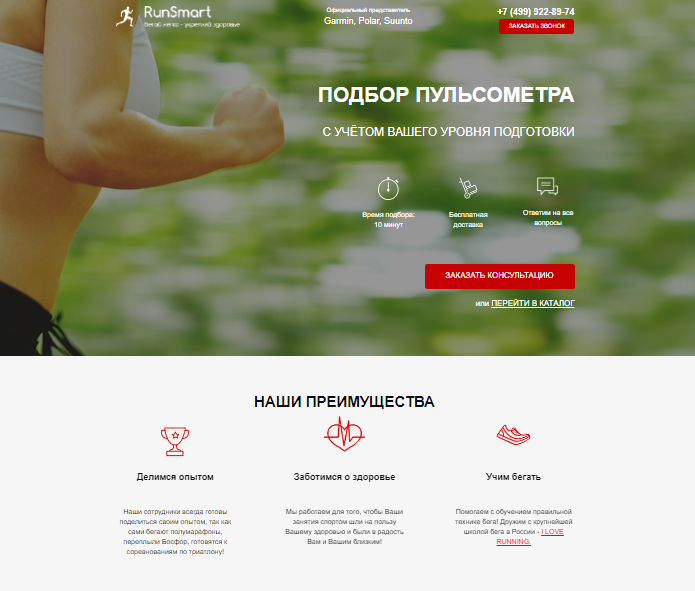 RunSmart
бегай легко - укрепляй здоровье
Официальный представитель
Garmin, Polar, Suunto
+7 (499) 922-89-74
ЗАКАЗАТЬ ЗВОНОК
ПОДБОР ПУЛЬСОМЕТРА
С УЧЁТОМ ВАШЕГО УРОВНЯ ПОДГОТОВКИ
Время подбора:
10 минут
Бесплатная
доставка
Ответим на все
вопросы
ЗАКАЗАТЬ КОНСУЛЬТАЦИЮ
или ПЕРЕЙТИ В КАТАЛОГ
НАШИ ПРЕИМУЩЕСТВА
Делимся опытом
Наши сотрудники всегда готовы
поделиться своим опытом, так как
сами бегают полумарафоны,
переплыли Босфор, готовятся к
соревнованиям по триатлону!
Заботимся о здоровье
Мы работаем для того, чтобы Ваши
занятия спортом шли на пользу
Вашему здоровью и были в радость
Вам и Вашим близким!
Учим бегать
Помогаем с обучением правильной
технике бега! Дружим с крупнейшей
школой бега в России - I LOVE
RUNNING.